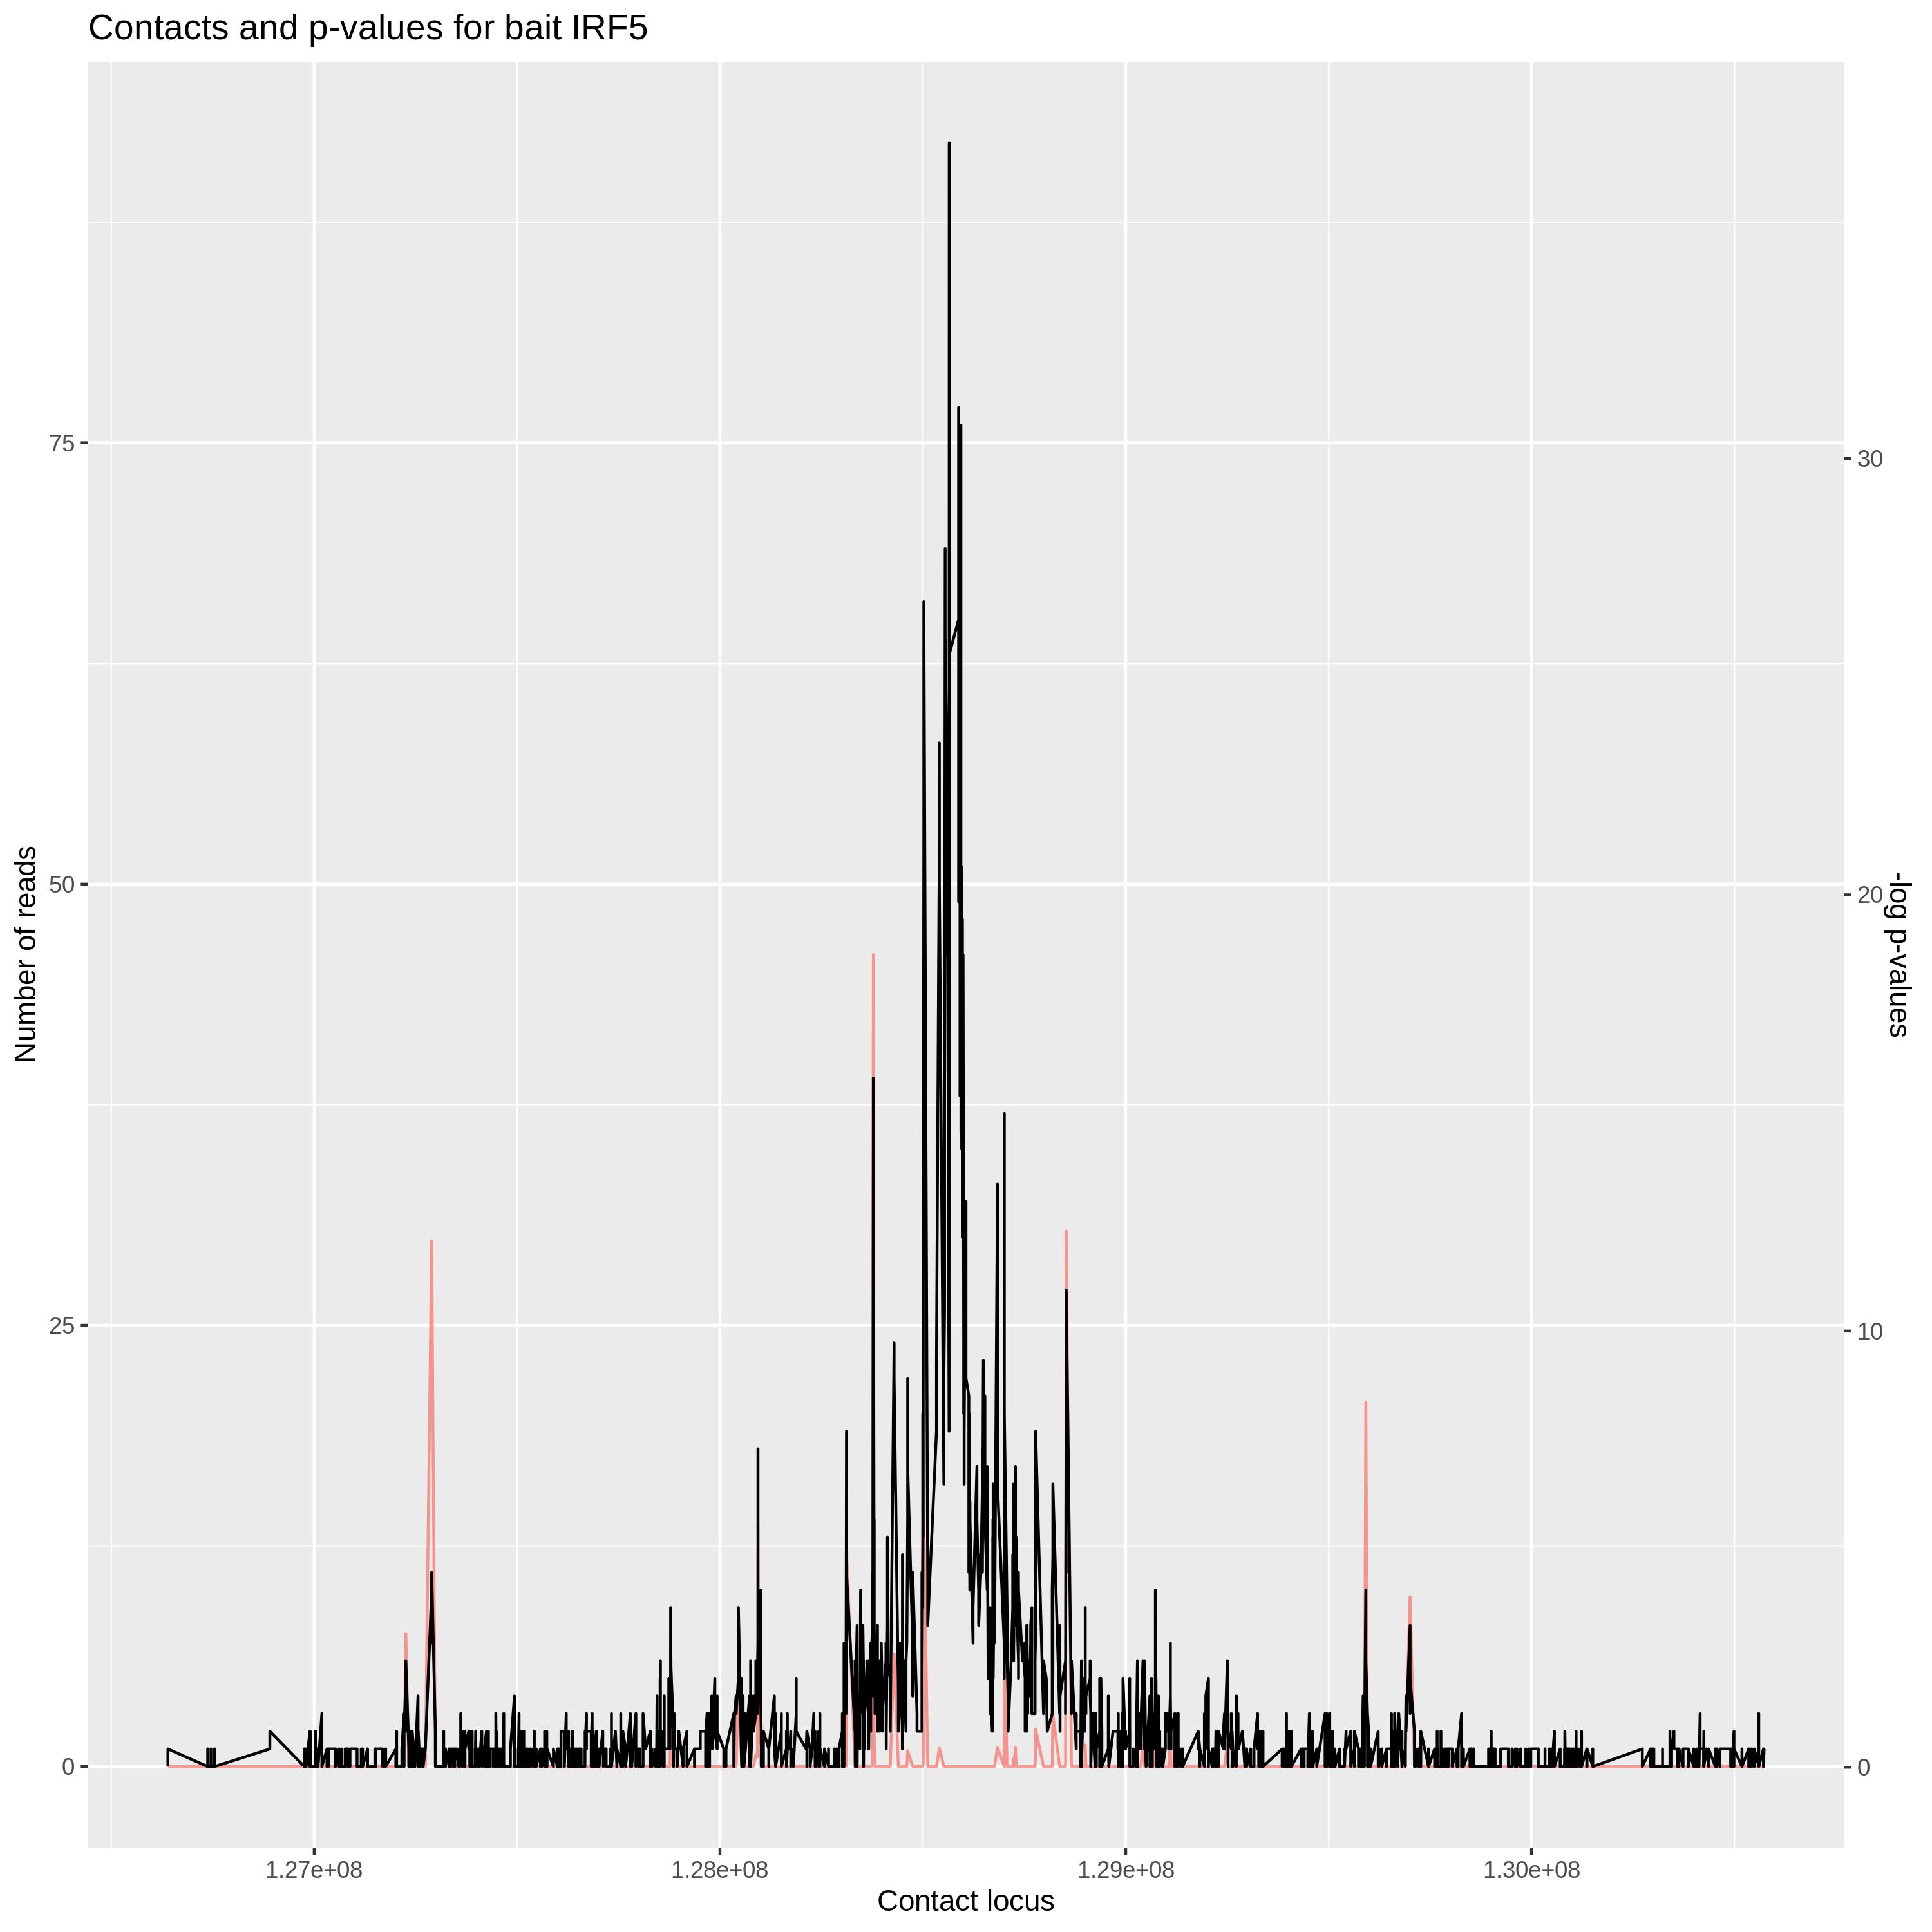 Contacts and p-values for bait IRF5
Number of reads
75
50
25
0
30
20
10
0
-log p-values
1.27e+08 1.28e+08 1.29e+08 1.30e+08
Contact locus